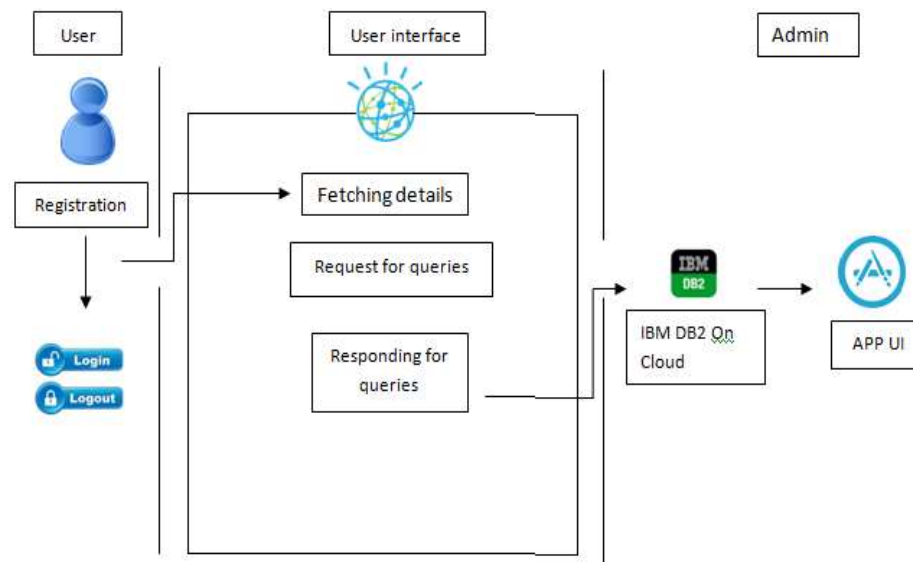 User
User interface
Admin
Registration
Fetching details
Request for queries
Responding for
queries
Login
Logout
IBM
DB2
IBM DB2 On
Cloud
APP UI